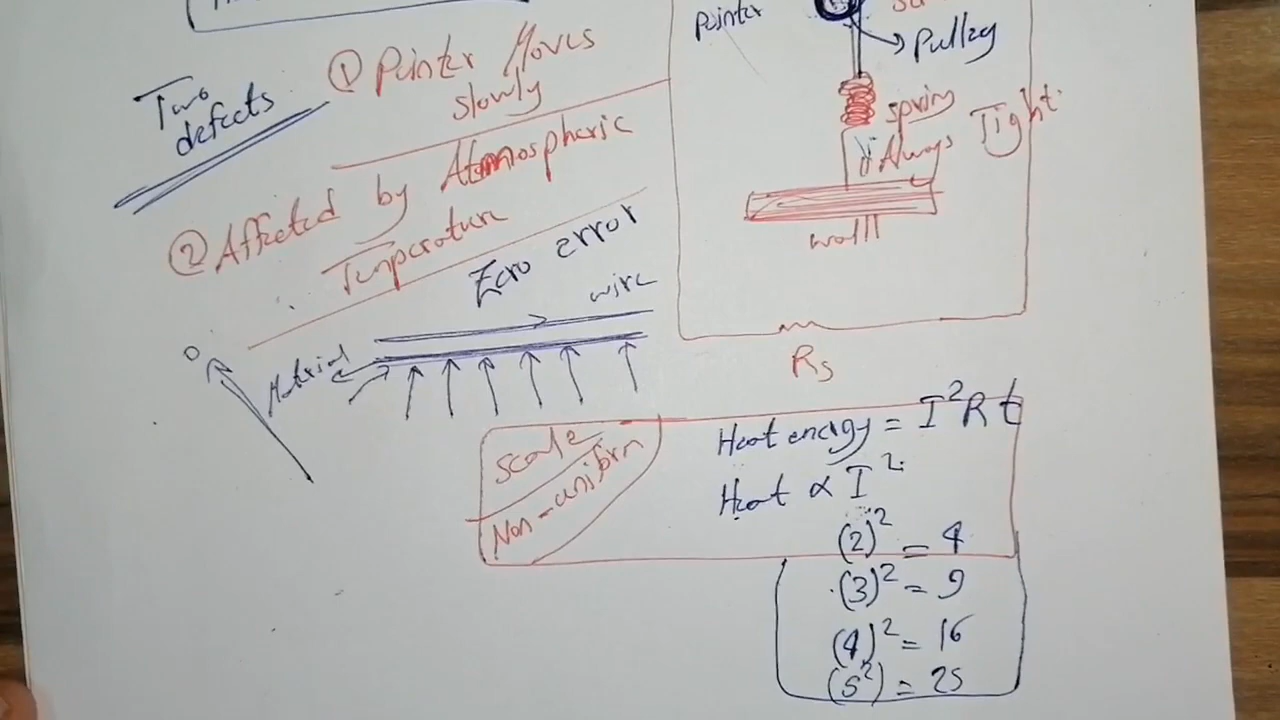 Two
defects
① Pointer Moves
slowly
② Affected by Atmospheric
Temperature
Zero error
wire
Material
0
pointer
Pulley
spring
Always Tight
wall
Rs
scale
Non-uniform
Heat energy = I²Rt
Heat ∝ I²
(2)² = 4
(3)² = 9
(4)² = 16
(5²) = 25